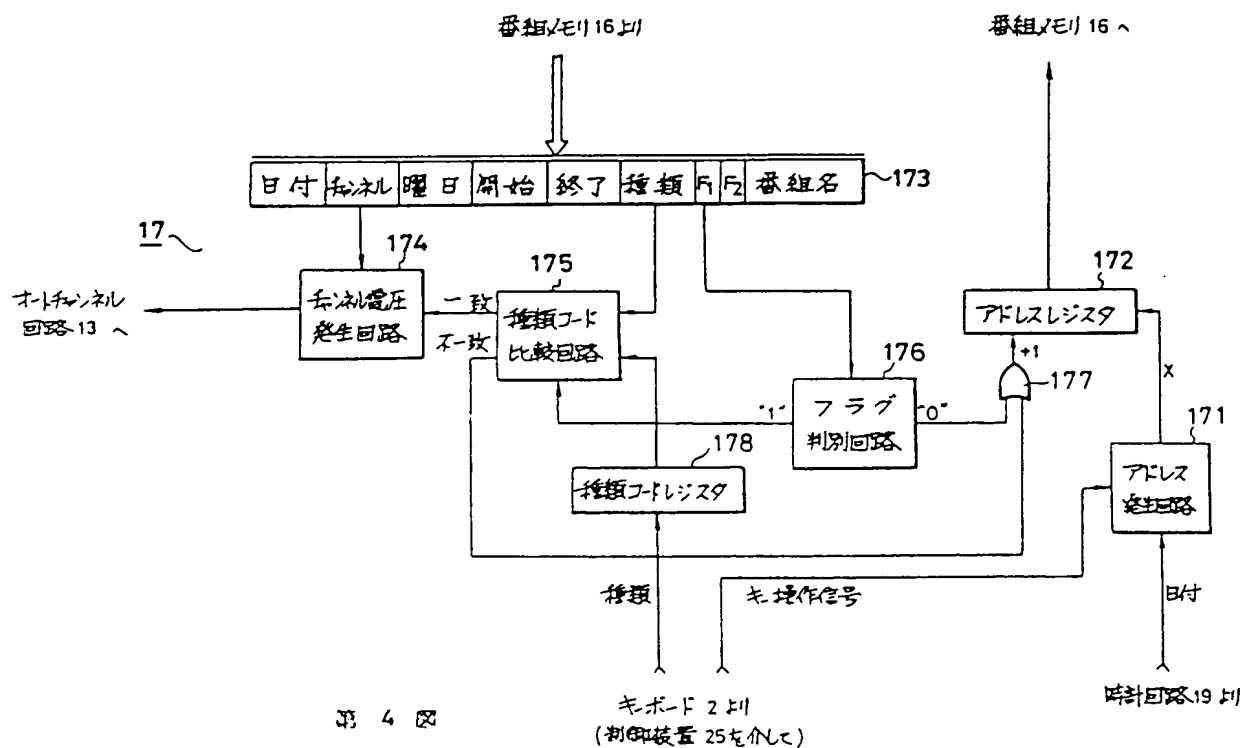 番組メモリ16より
番組メモリ16へ
日付 チャンネル 曜日 開始 終了 種類 F1 F2 番組名
173
17
174
175
172
オートチャンネル
回路13へ
チャンネル電圧
発生回路
一致
不一致
種類コード
比較回路
アドレスレジスタ
+1
177
X
176
"1"
フラグ
判別回路
"0"
171
アドレス
発生回路
178
種類コードレジスタ
種類
キー操作信号
日付
時計回路19より
キーボード2より
(制御装置25を介して)
第4図